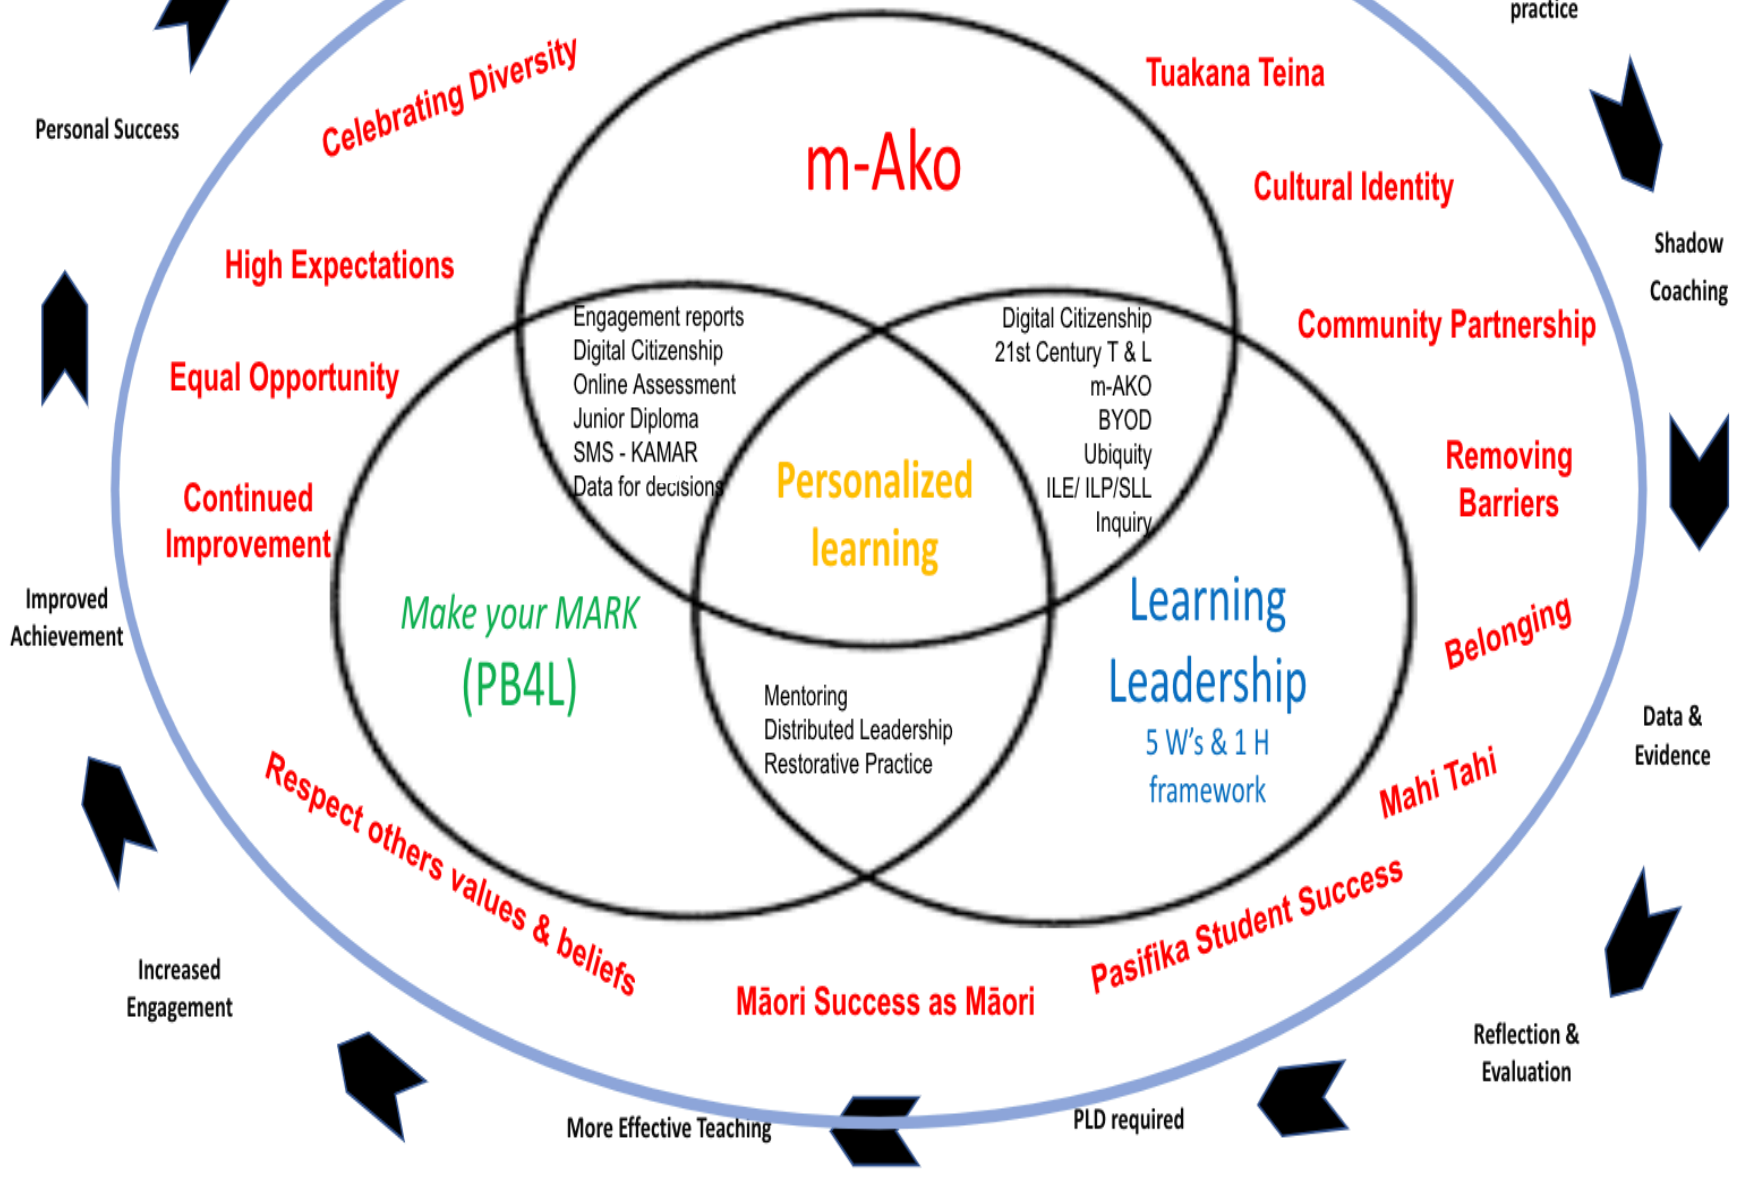 practice
Celebrating Diversity
Tuakana Teina
Personal Success
m-Ako
Cultural Identity
Shadow
Coaching
High Expectations
Engagement reports
Digital Citizenship
Online Assessment
Junior Diploma
SMS - KAMAR
Data for decisions
Digital Citizenship
21st Century T & L
m-AKO
BYOD
Ubiquity
ILE/ ILP/SLL
Inquiry
Community Partnership
Equal Opportunity
Personalized
learning
Removing
Barriers
Continued
Improvement
Improved
Achievement
Make your MARK
(PB4L)
Learning
Leadership
5 W's & 1 H
framework
Belonging
Mentoring
Distributed Leadership
Restorative Practice
Data &
Evidence
Mahi Tahi
Respect others values & beliefs
Pasifika Student Success
Māori Success as Māori
Increased
Engagement
Reflection &
Evaluation
More Effective Teaching
PLD required